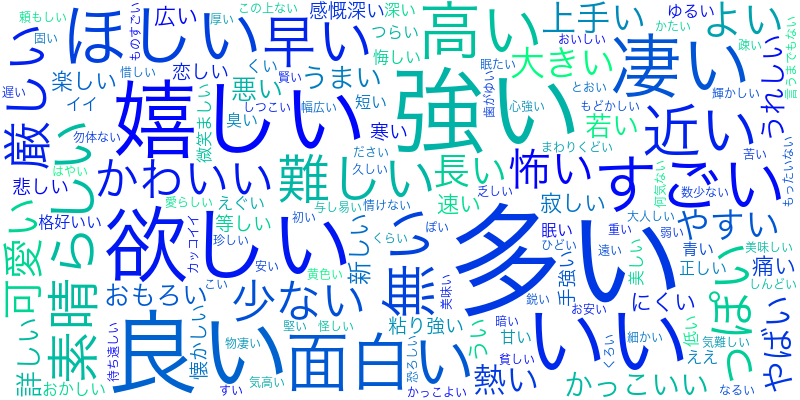 頼もしい
固い
遅い
厳しい
ほしい
ものすごい
広い
厚い
早い
この上ない
感慨深い
深い
つらい
悔しい
くい
うまい
高い
上手い
おいしい
大きい
凄い
ゆるい
かたい
よい
疎い
言うまでもない
輝かしい
うれしい
楽しい
惜しい
イイ
恋しい
賢い
悪い
しつこい
幅広い
短い
眠たい
歯がゆい
とおい
心強い
もどかしい
若い
近い
まわりくどい
苦い
もったいない
はやい
勿体ない
臭い
微笑ましい
寒い
嬉しい
強い
ださい
久しい
長い
怖い
すごい
何気ない
数少ない
悲しい
かわいい
難しい
愛らしい
えぐい
与し易い
情けない
速い
乏しい
寂しい
大人しい
やすい
格好いい
等しい
初い
ぽい
眠い
ひどい
重い
弱い
青い
美味しい
可愛い
素晴らしい
欲しい
カッコイイ
珍しい
新しい
くらい
無い
多い
手強い
遠い
美しい
正しい
痛い
しんどい
おもろい
安い
黄色い
こい
少ない
美味い
鋭い
お安い
にくい
っぽい
やばい
詳しい
待ち遠しい
良い
懐かしい
物凄い
堅い
怪しい
粘り強い
うい
暗い
甘い
いい
細かい
低い
ええ
気難しい
おかしい
すい
気高い
面白い
恐ろしい
かっこよい
熱い
貧しい
くろい
かっこいい
なるい